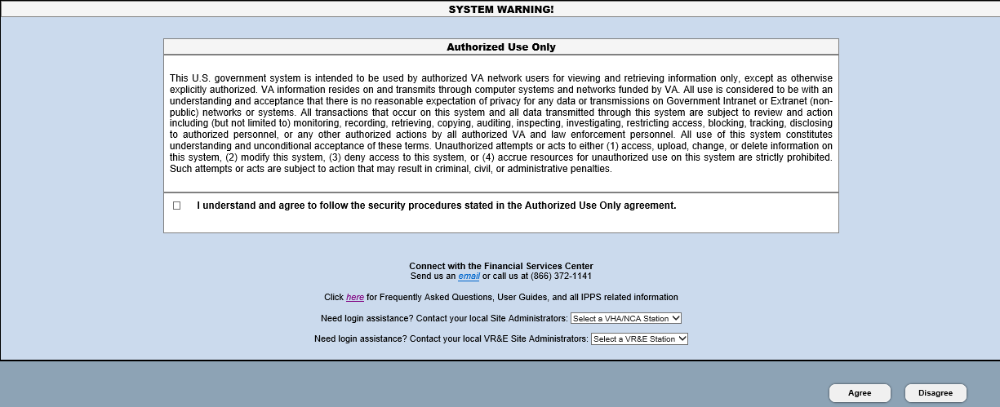 SYSTEM WARNING!
Authorized Use Only
This U.S. government system is intended to be used by authorized VA network users for viewing and retrieving information only, except as otherwise
explicitly authorized. VA information resides on and transmits through computer systems and networks funded by VA. All use is considered to be with an
understanding and acceptance that there is no reasonable expectation of privacy for any data or transmissions on Government Intranet or Extranet (non-
public) networks or systems. All transactions that occur on this system and all data transmitted through this system are subject to review and action
including (but not limited to) monitoring, recording, retrieving, copying, auditing, inspecting, investigating, restricting access, blocking, tracking, disclosing
to authorized personnel, or any other authorized actions by all authorized VA and law enforcement personnel. All use of this system constitutes
understanding and unconditional acceptance of these terms. Unauthorized attempts or acts to either (1) access, upload, change, or delete information on
this system, (2) modify this system, (3) deny access to this system, or (4) accrue resources for unauthorized use on this system are strictly prohibited.
Such attempts or acts are subject to action that may result in criminal, civil, or administrative penalties.
I understand and agree to follow the security procedures stated in the Authorized Use Only agreement.
Connect with the Financial Services Center
Send us an email or call us at (866) 372-1141
Click here for Frequently Asked Questions, User Guides, and all IPPS related information
Need login assistance? Contact your local Site Administrators: Select a VHA/NCA Station
Need login assistance? Contact your local VR&E Site Administrators: Select a VR&E Station
Agree Disagree